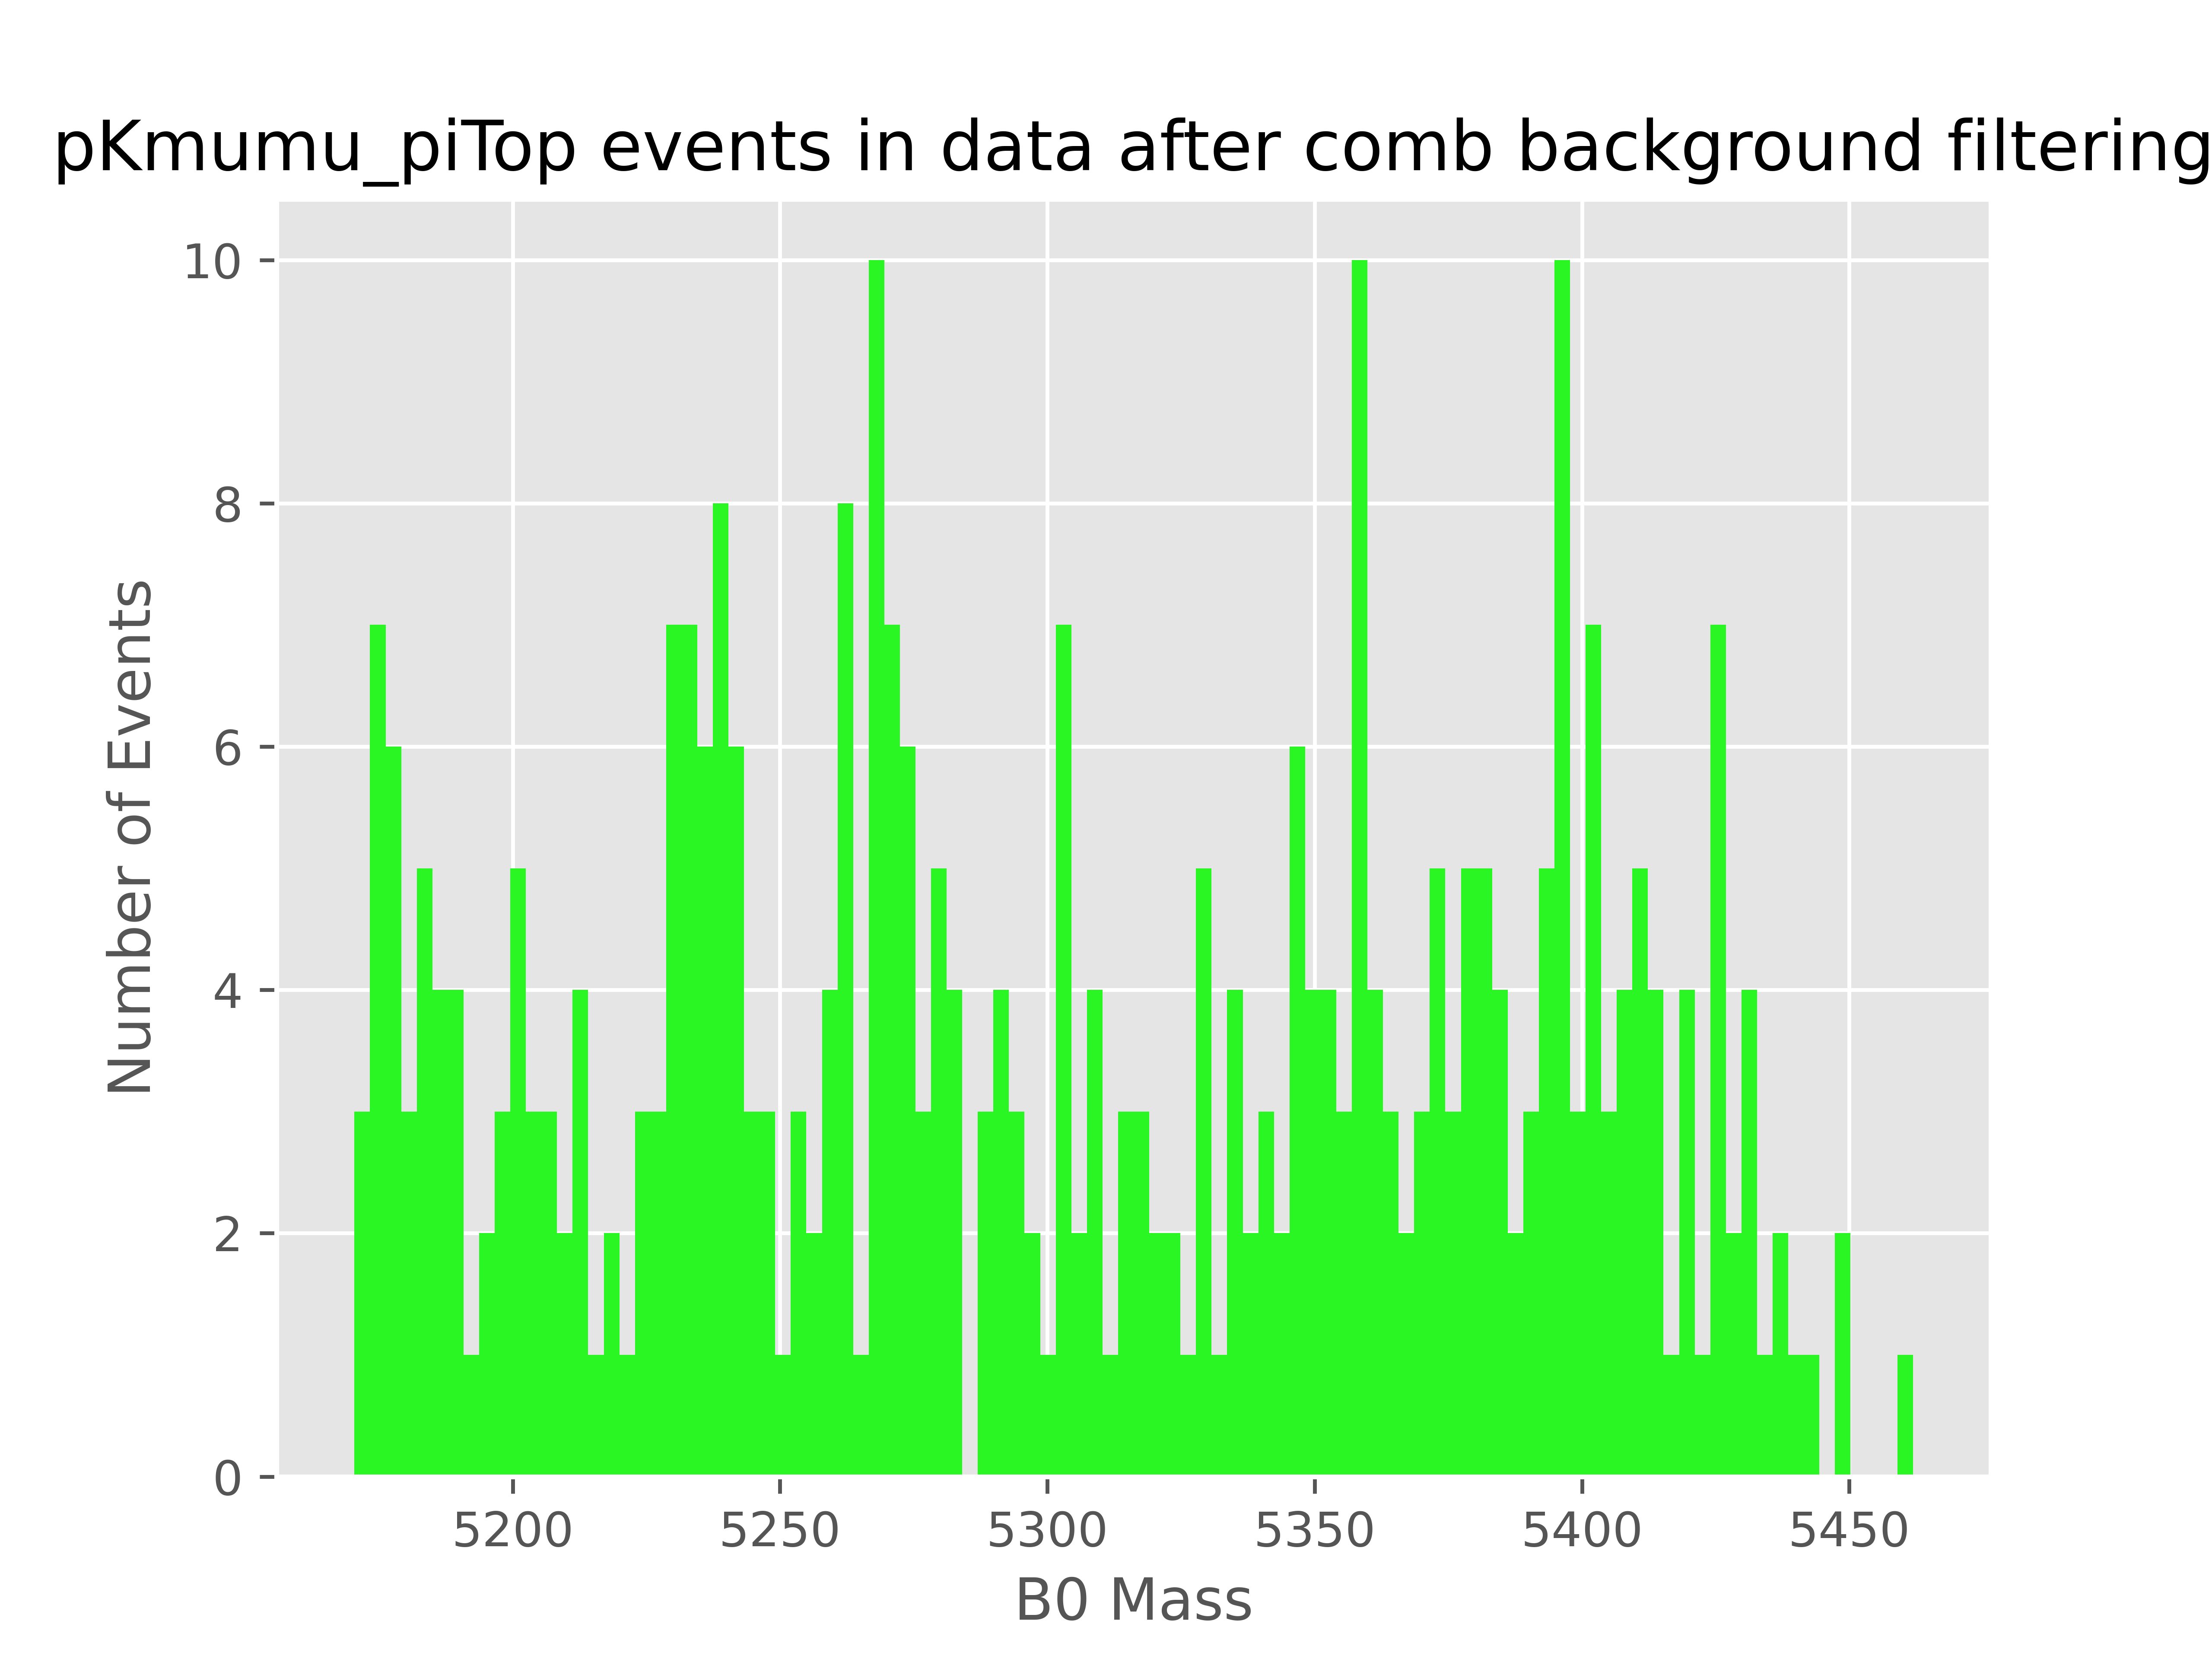 pKmumu_piTop events in data after comb background filtering
10
8
6
4
2
0
Number of Events
5200 5250 5300 5350 5400 5450
B0 Mass